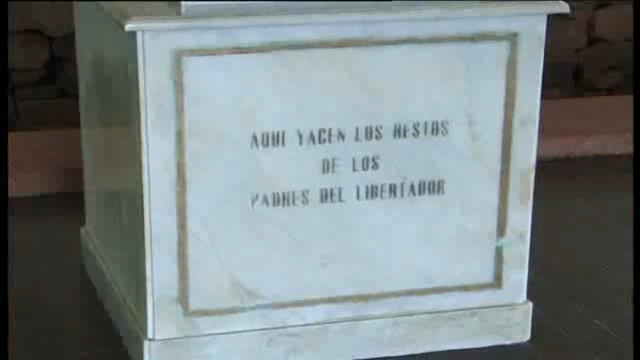 AQUI YACEN LOS RESTOS
DE LOS
PADRES DEL LIBERTADOR